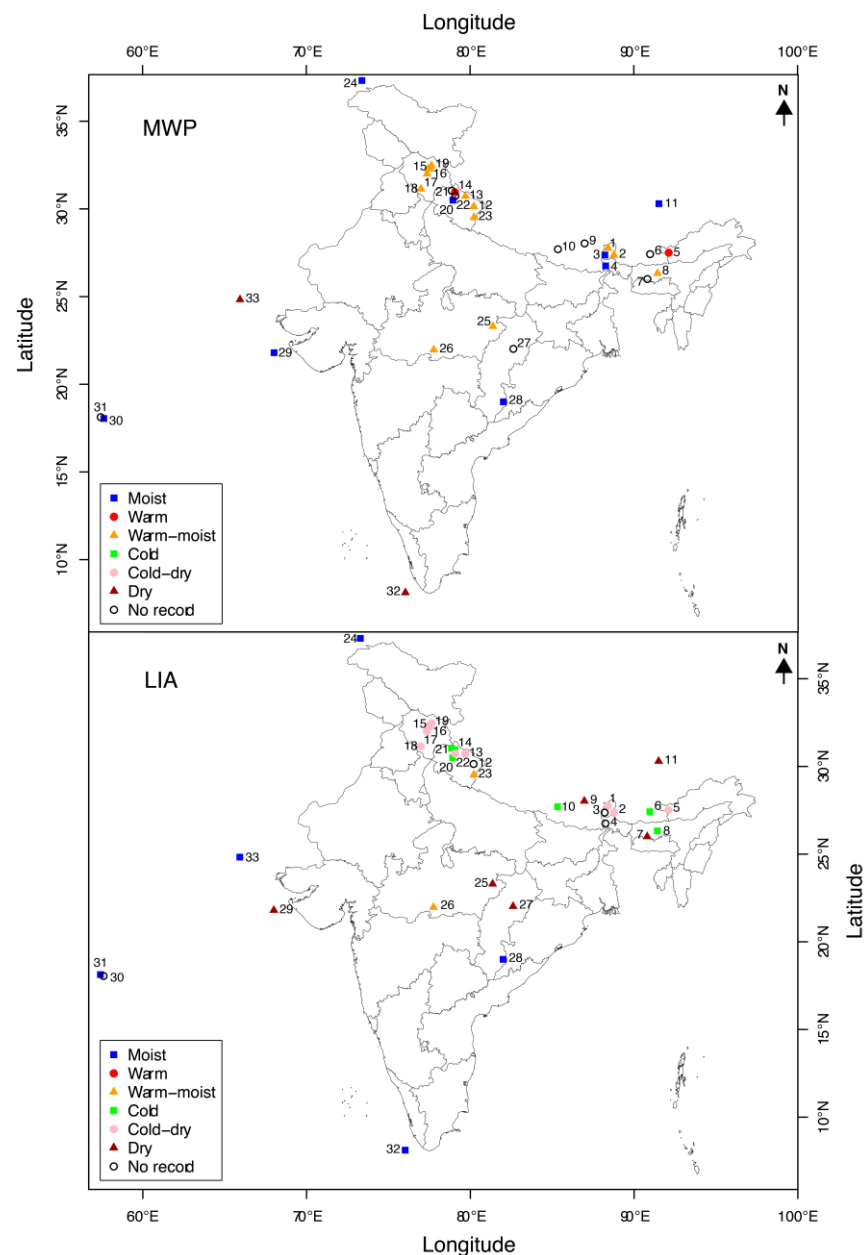 Longitude
60°E 70°E 80°E 90°E 100°E
MWP
N
Latitude
35°N
30°N
25°N
20°N
15°N
10°N
24
19
15
16
17
18
14
21
13
22
12
20
23
11
1
10
9
3
2
6
5
4
7
8
33
25
29
26
27
31
30
28
32
Moist
Warm
Warm−moist
Cold
Cold−dry
Dry
No record
LIA
N
Latitude
35°N
30°N
25°N
20°N
15°N
10°N
24
19
15
16
17
18
14
21
13
22
12
20
23
11
10
9
1
3
2
6
5
4
7
8
33
25
29
26
27
31
30
28
32
Moist
Warm
Warm−moist
Cold
Cold−dry
Dry
No record
60°E 70°E 80°E 90°E 100°E
Longitude